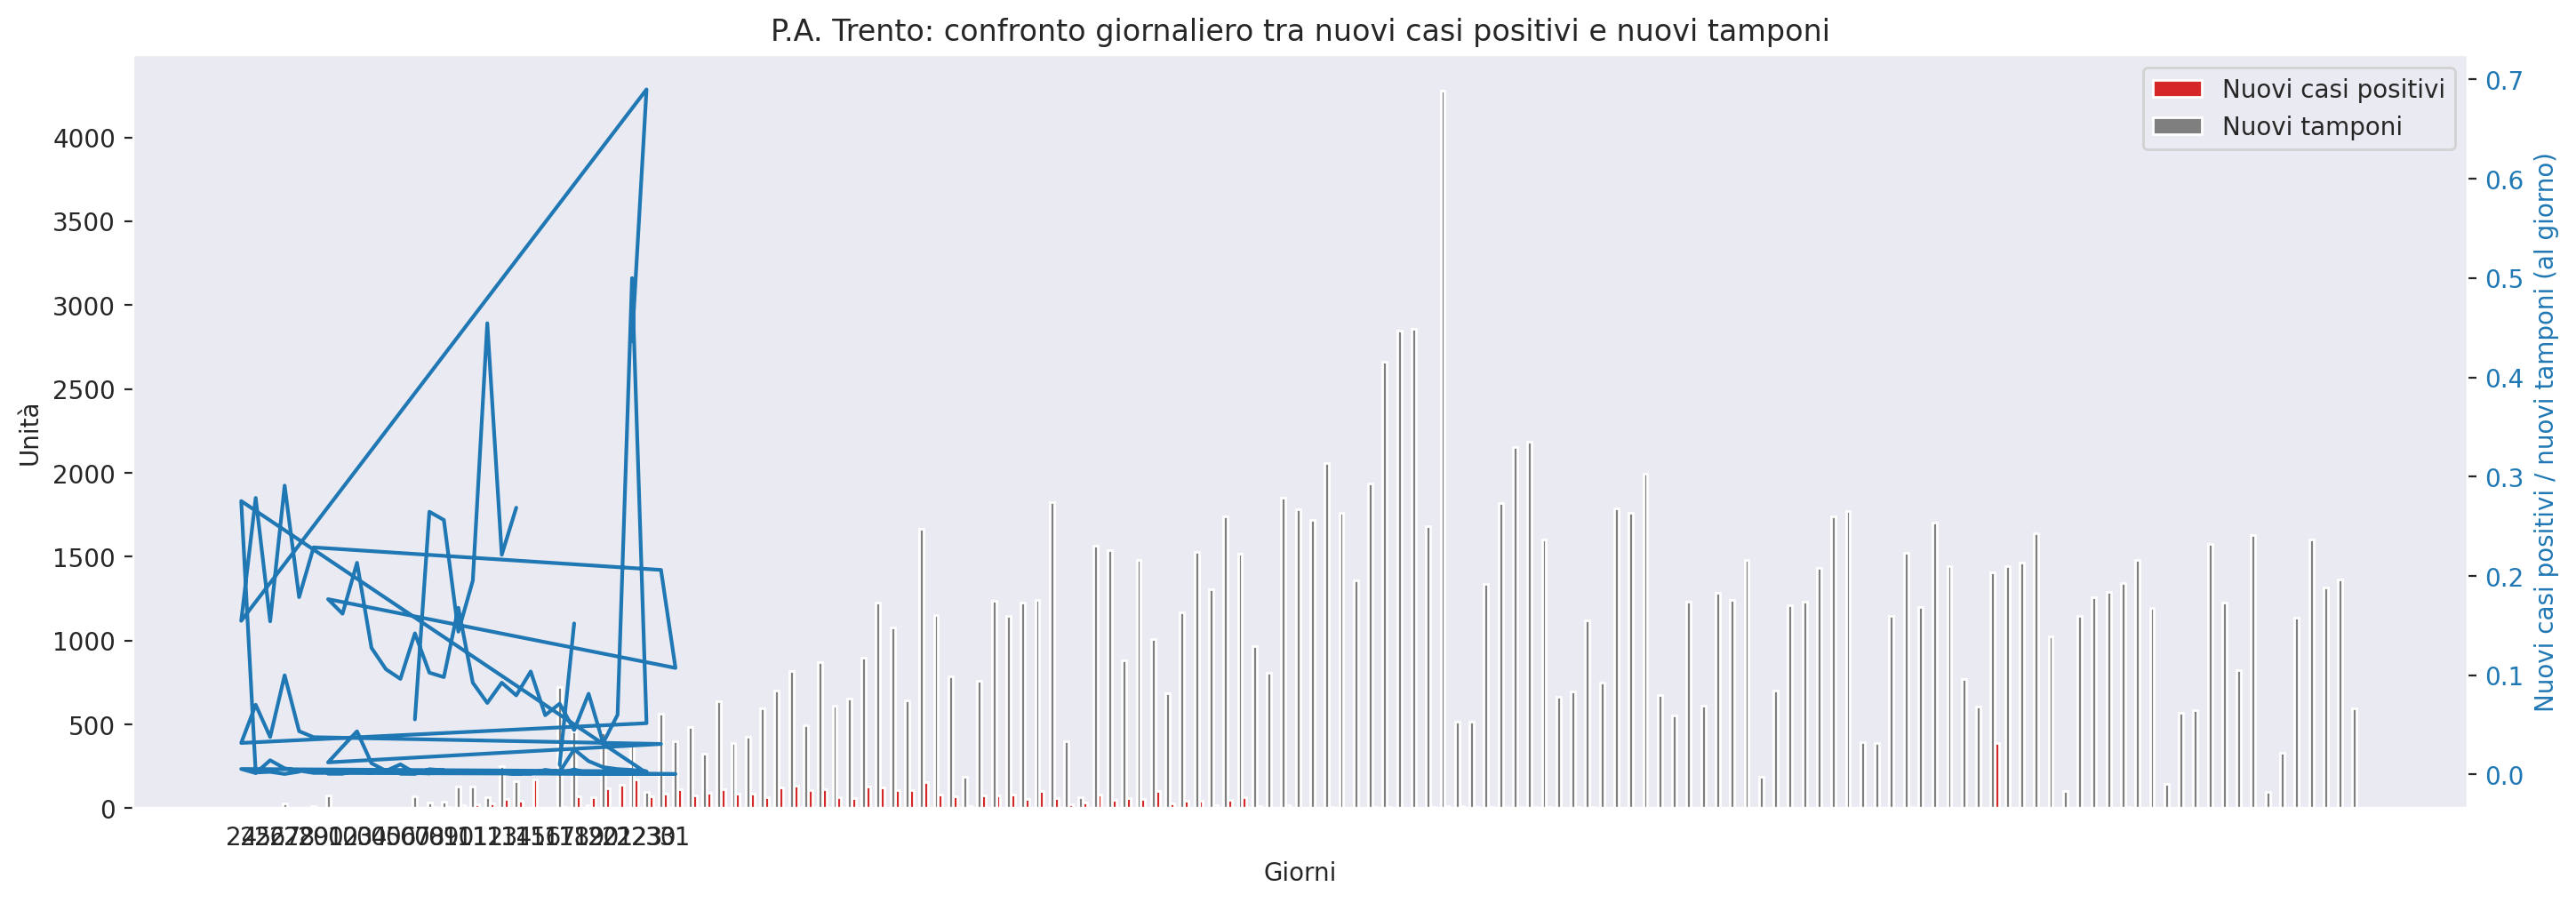 P.A. Trento: confronto giornaliero tra nuovi casi positivi e nuovi tamponi
Nuovi casi positivi
Nuovi tamponi
4000
3500
3000
2500
2000
1500
1000
500
0
Unità
0.7
0.6
0.5
0.4
0.3
0.2
0.1
0.0
Nuovi casi positivi / nuovi tamponi (al giorno)
Giorni